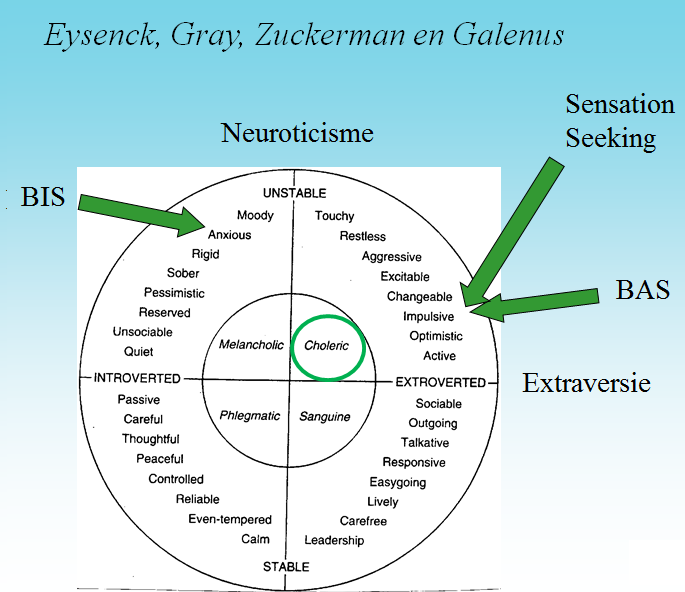 Eysenck, Gray, Zuckerman en Galenus
Sensation
Seeking
Neuroticisme
BIS
BAS
Extraversie
UNSTABLE
Moody
Anxious
Rigid
Sober
Pessimistic
Reserved
Unsociable
Quiet
Touchy
Restless
Aggressive
Excitable
Changeable
Impulsive
Optimistic
Active
Melancholic
Choleric
INTROVERTED
EXTROVERTED
Phlegmatic
Sanguine
Passive
Careful
Thoughtful
Peaceful
Controlled
Reliable
Even-tempered
Calm
Sociable
Outgoing
Talkative
Responsive
Easygoing
Lively
Carefree
Leadership
STABLE